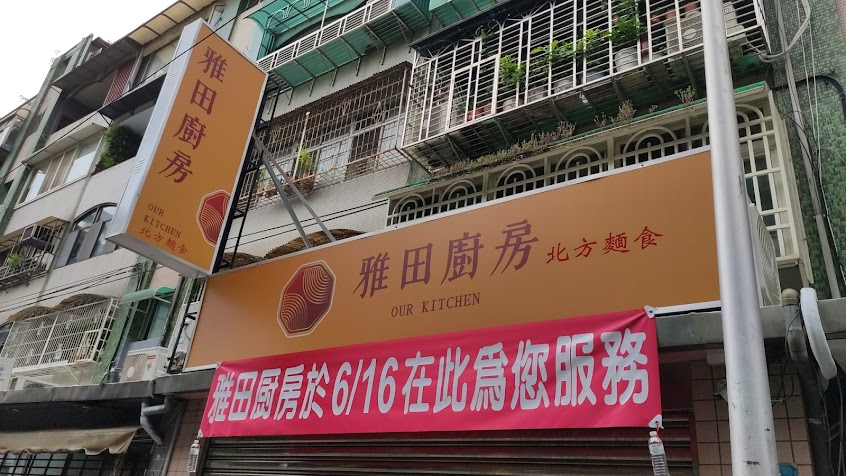 雅田廚房
OUR
KITCHEN
北方麵食
雅田廚房 北方麵食
OUR KITCHEN
雅田厨房於6/16在此為您服務